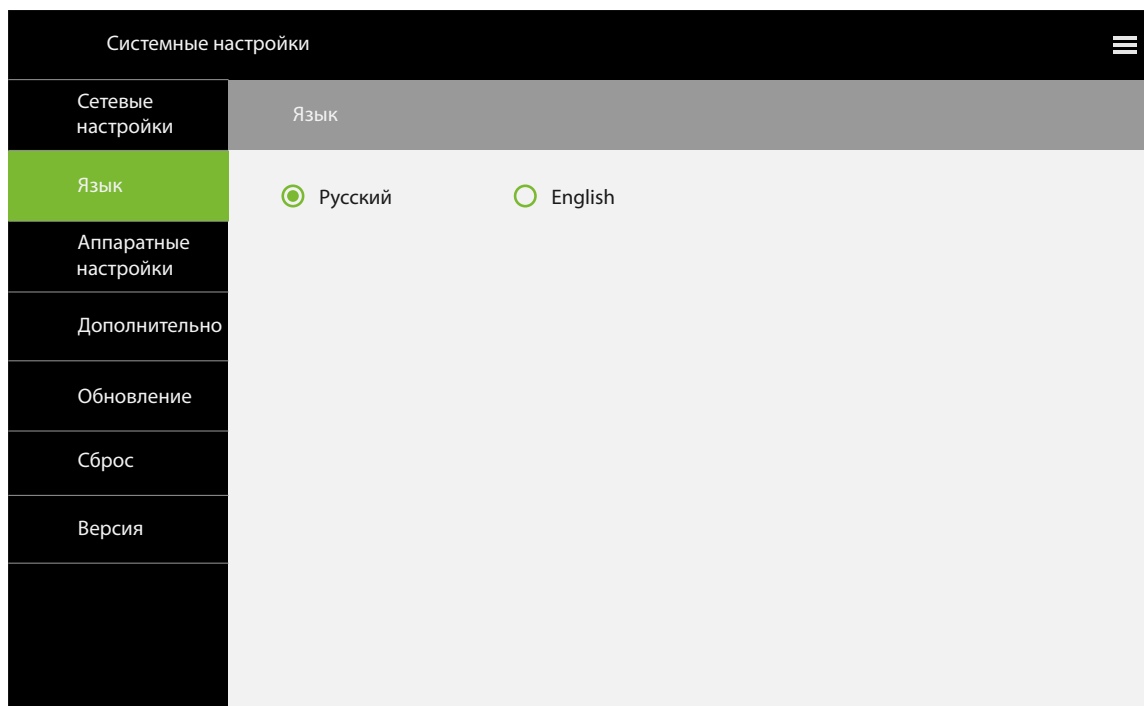 Системные настройки
Сетевые
настройки
Язык
Язык
Русский
English
Аппаратные
настройки
Дополнительно
Обновление
Сброс
Версия